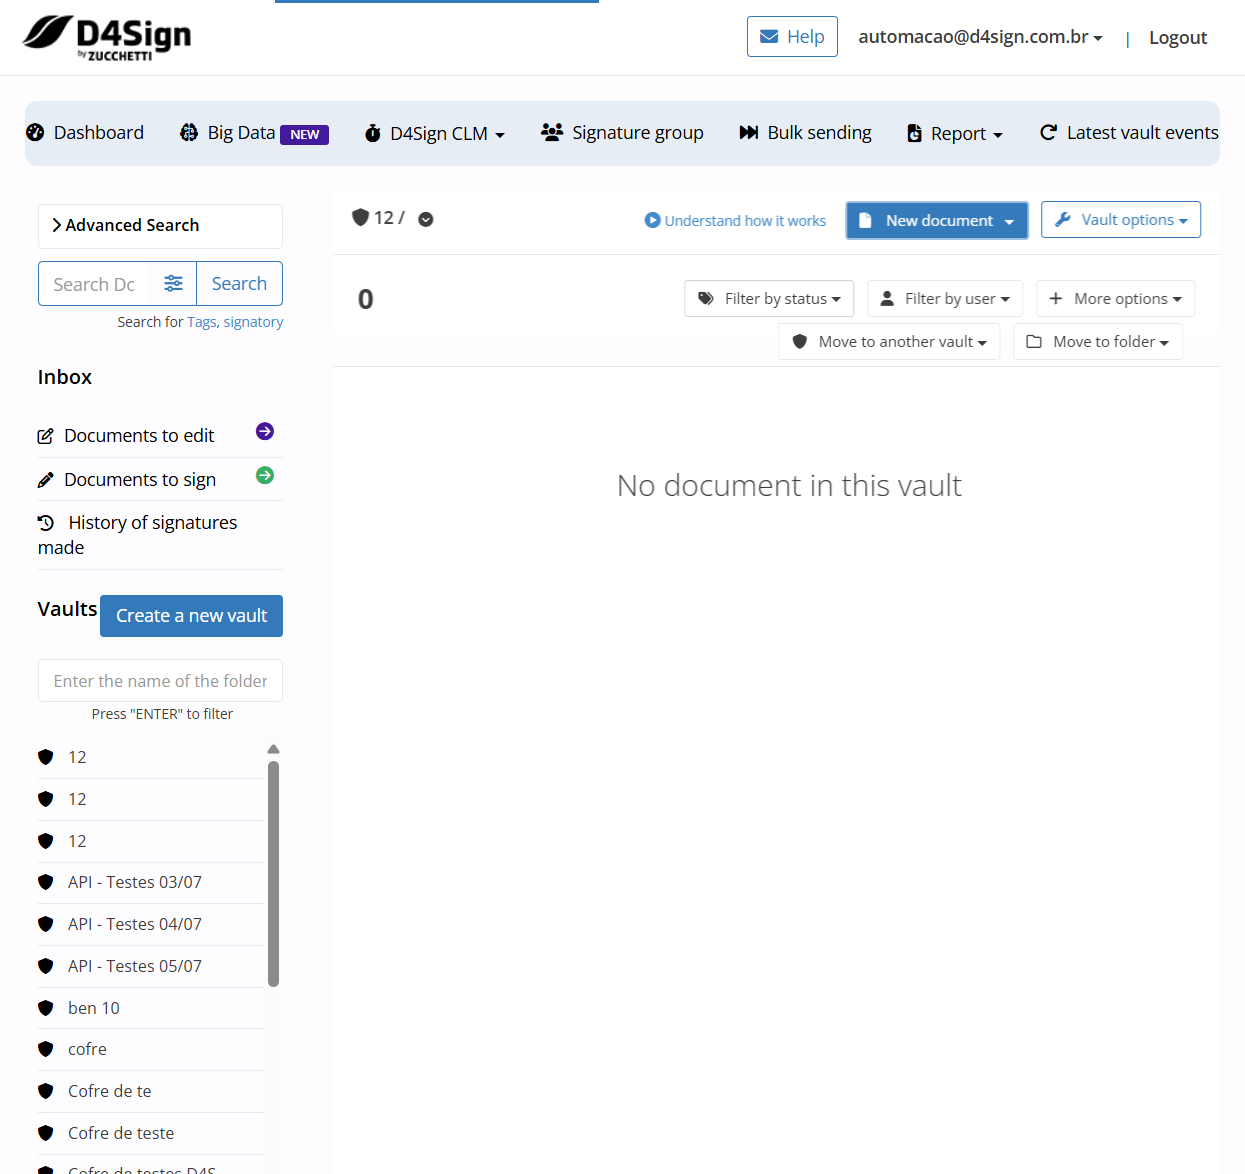 D4Sign
by ZUCCHETTI
Help
automacao@d4sign.com.br
|
Logout
Dashboard
Big Data NEW
D4Sign CLM
Signature group
Bulk sending
Report
Latest vault events
Advanced Search
Search Dc
Search
Search for Tags, signatory
Inbox
Documents to edit
Documents to sign
History of signatures
made
Vaults
Create a new vault
Enter the name of the folder
Press "ENTER" to filter
12
12
12
API - Testes 03/07
API - Testes 04/07
API - Testes 05/07
ben 10
cofre
Cofre de te
Cofre de teste
Cofre de testes D4S
12 /
Understand how it works
New document
Vault options
0
Filter by status
Filter by user
More options
Move to another vault
Move to folder
No document in this vault